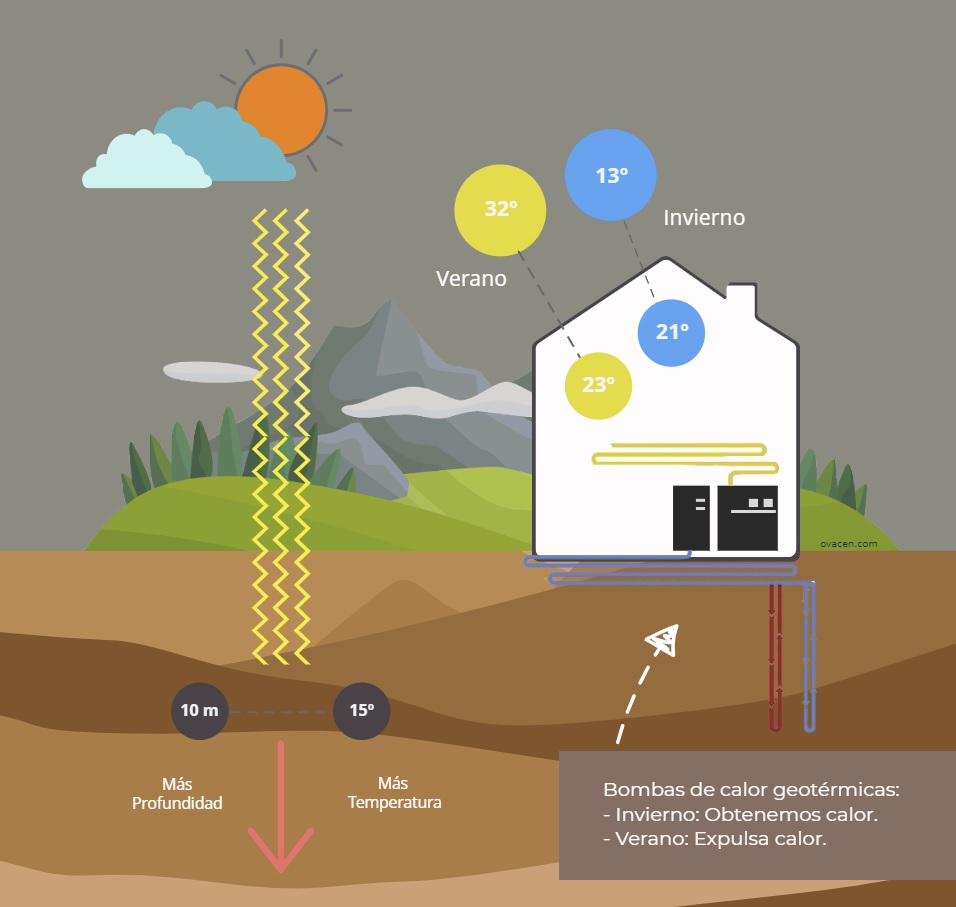 13º
32º
Invierno
Verano
21º
23º
ovacen.com
10 m
15º
Más
Profundidad
Más
Temperatura
Bombas de calor geotérmicas:
- Invierno: Obtenemos calor.
- Verano: Expulsa calor.